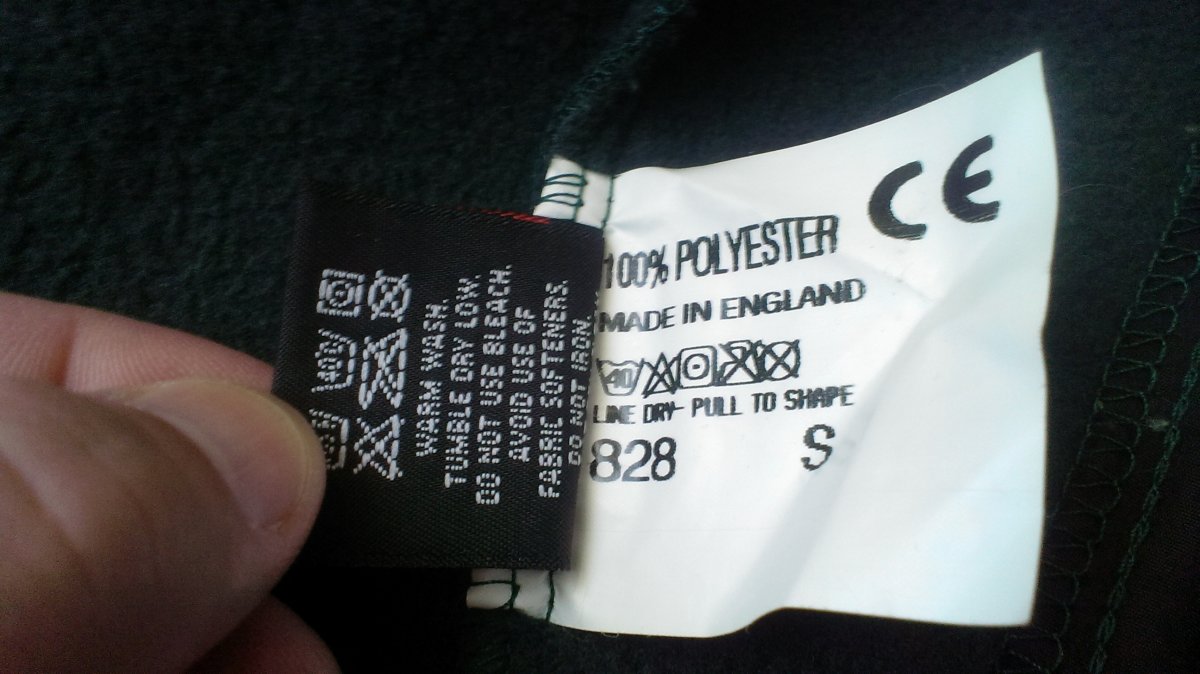 WARM WASH.
TUMBLE DRY LOW.
DO NOT USE BLEACH.
AVOID USE OF
FABRIC SOFTENERS.
DO NOT IRON.
40
CE
100% POLYESTER
MADE IN ENGLAND
40
LINE DRY- PULL TO SHAPE
828 S